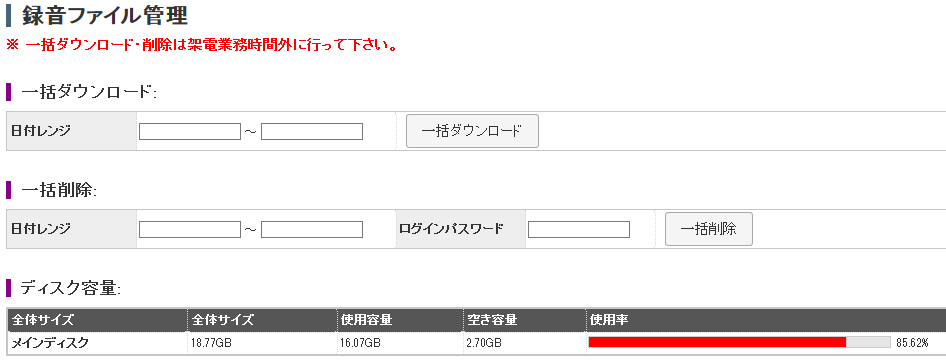 録音ファイル管理
※ 一括ダウンロード・削除は架電業務時間外に行って下さい。
一括ダウンロード:
日付レンジ ～ 一括ダウンロード
一括削除:
日付レンジ ～ ログインパスワード 一括削除
ディスク容量:
全体サイズ 全体サイズ 使用容量 空き容量 使用率
メインディスク 18.77GB 16.07GB 2.70GB 85.62%